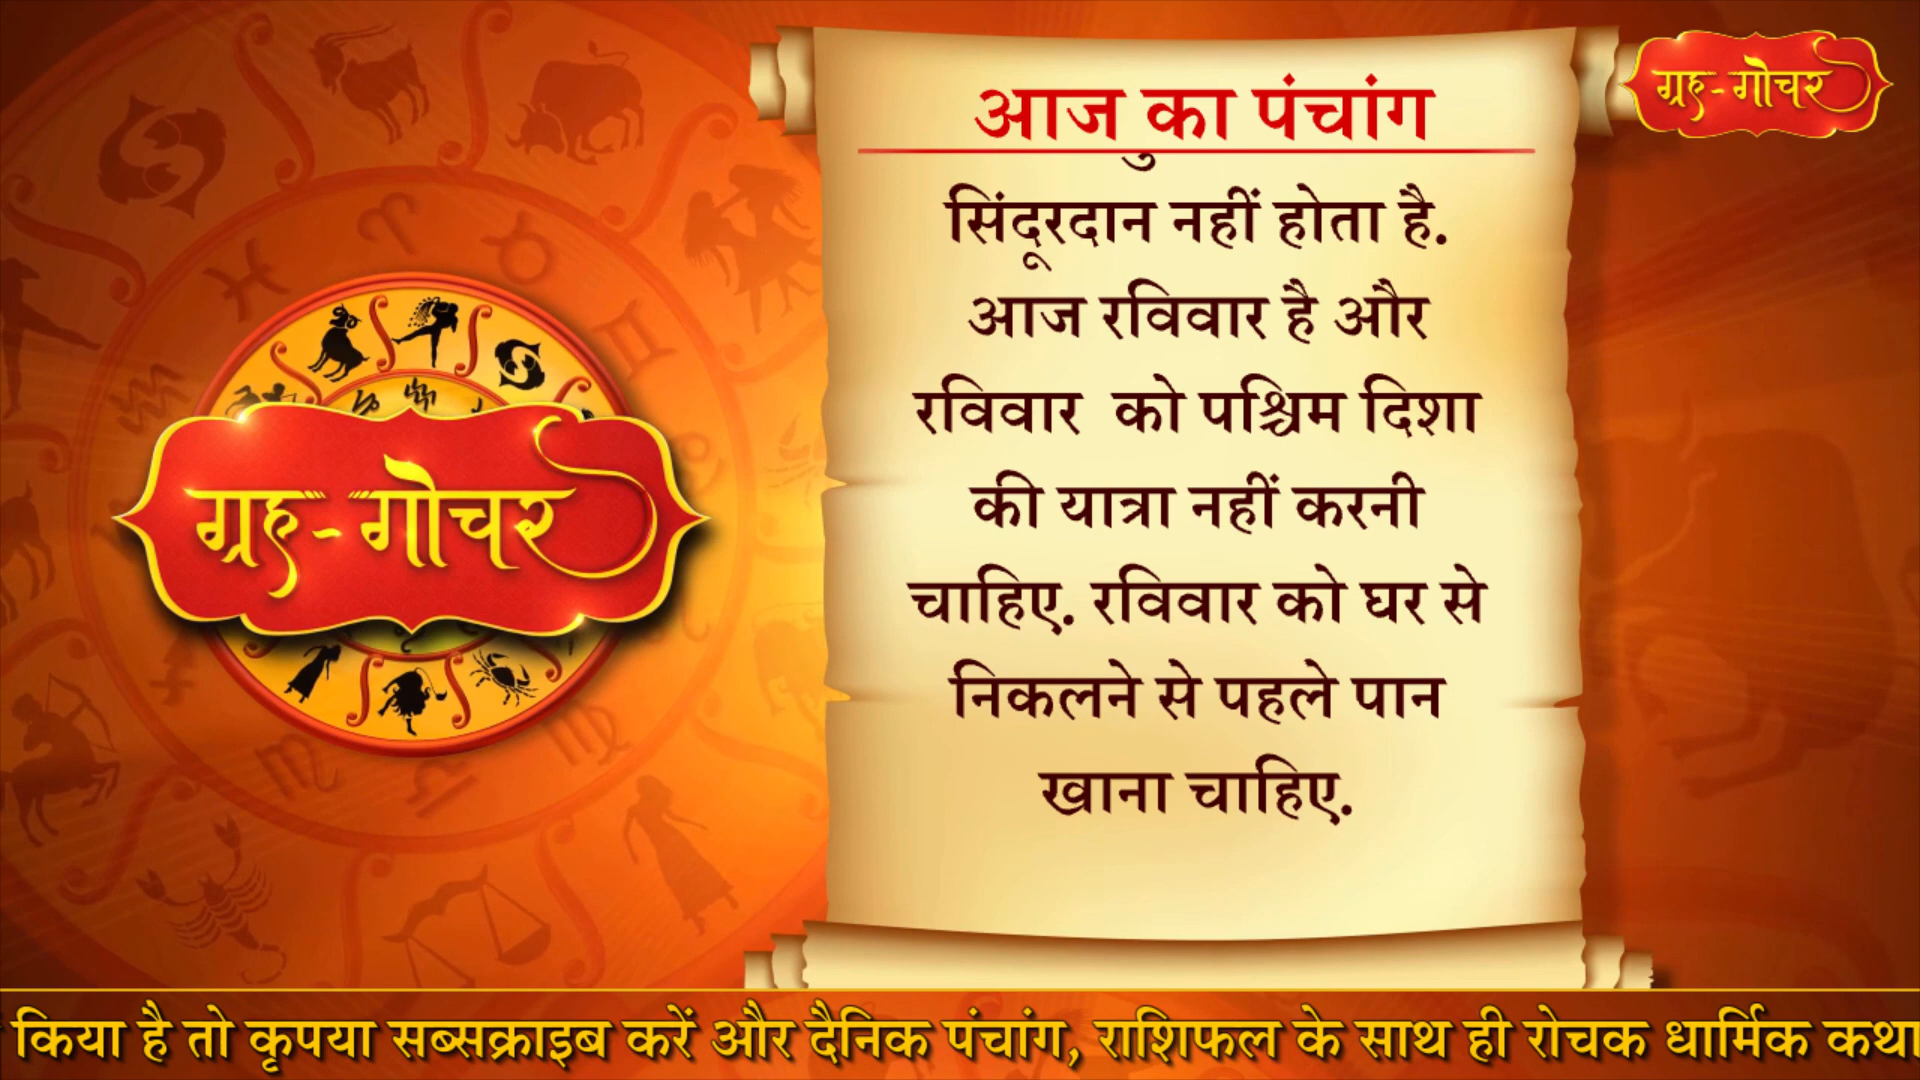 ग्रह-गोचर
आज का पंचांग
सिंदूरदान नहीं होता है.
आज रविवार है और
रविवार को पश्चिम दिशा
की यात्रा नहीं करनी
चाहिए. रविवार को घर से
निकलने से पहले पान
खाना चाहिए.
ग्रह-गोचर
किया है तो कृपया सब्सक्राइब करें और दैनिक पंचांग, राशिफल के साथ ही रोचक धार्मिक कथा